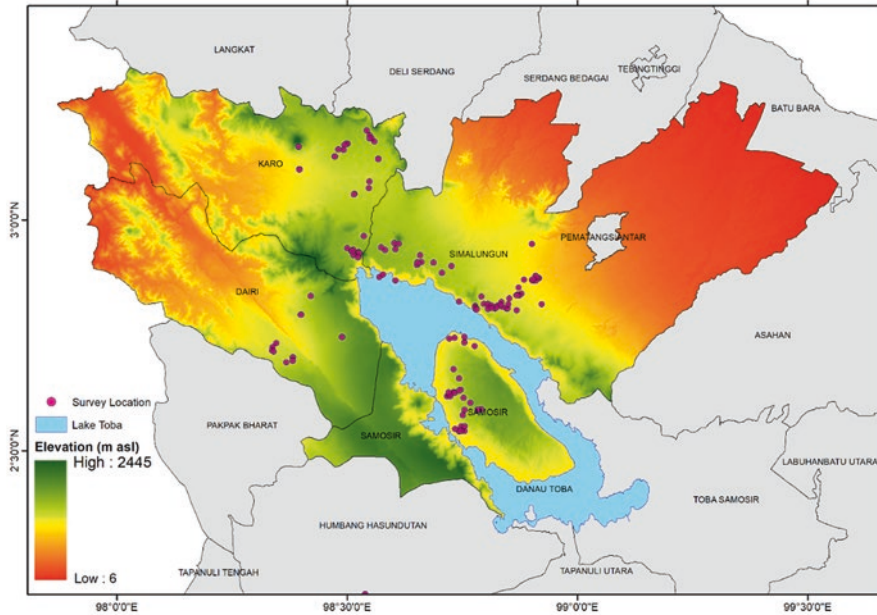 LANGKAT
DELI SERDANG
TEBINGTINGGI
SERDANG BEDAGAI
BATU BARA
KARO
3°0'0"N
SIMALUNGUN
PEMATANGSIANTAR
DAIRI
ASAHAN
Survey Location
Lake Toba
PAKPAK BHARAT
SAMOSIR
SAMOSIR
Elevation (m asl)
High : 2445
Low : 6
2°30'0"N
LABUHANBATU UTARA
DANAU TOBA
TOBA SAMOSIR
HUMBANG HASUNDUTAN
TAPANULI TENGAH
TAPANULI UTARA
98°0'0"E
98°30'0"E
99°0'0"E
99°30'0"E